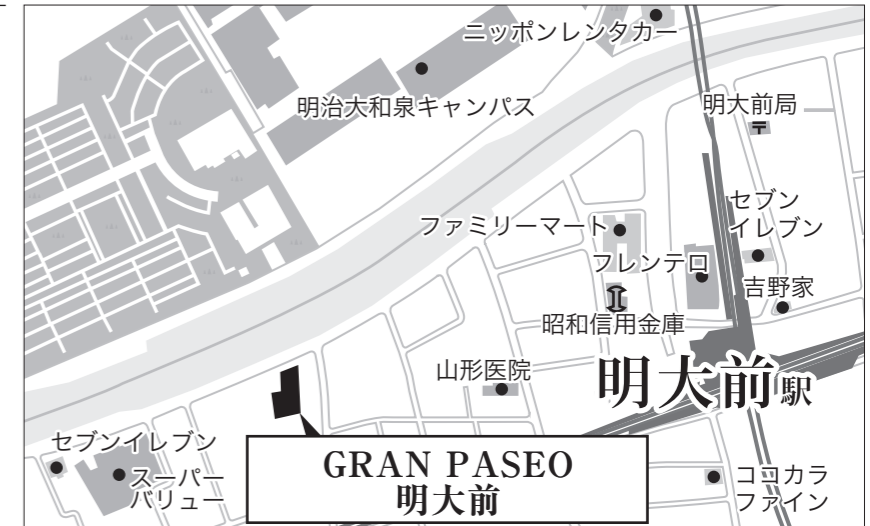 ニッポンレンタカー
明治大和泉キャンパス
明大前局
セブン
イレブン
ファミリーマート
フレンテロ
吉野家
昭和信用金庫
山形医院
明大前駅
セブンイレブン
スーパー
バリュー
GRAN PASEO
明大前
ココカラ
ファイン